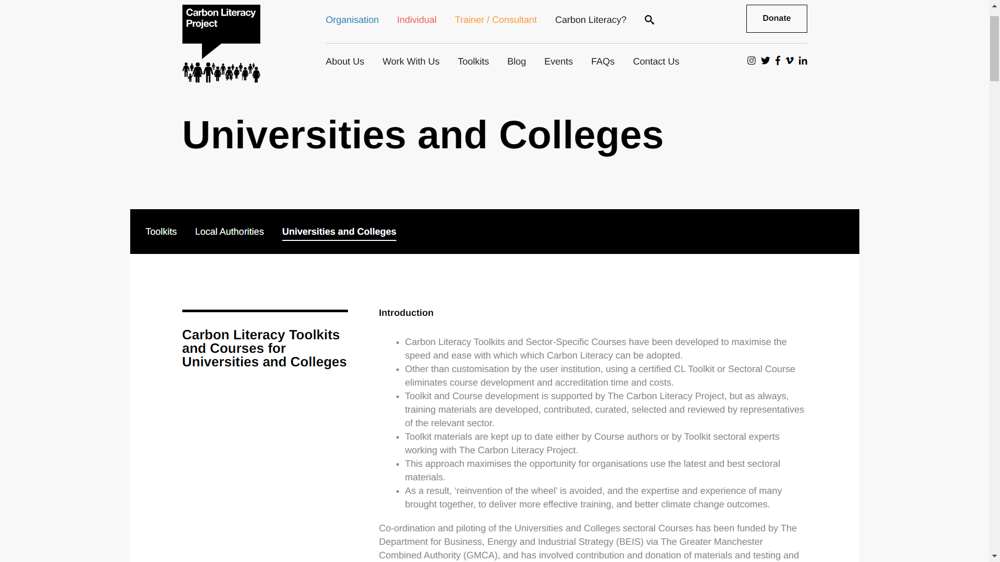 Carbon Literacy
Project
Organisation Individual Trainer / Consultant Carbon Literacy? Donate
About Us Work With Us Toolkits Blog Events FAQs Contact Us
Universities and Colleges
Toolkits Local Authorities Universities and Colleges
Carbon Literacy Toolkits
and Courses for
Universities and Colleges
Introduction
• Carbon Literacy Toolkits and Sector-Specific Courses have been developed to maximise the
speed and ease with which which Carbon Literacy can be adopted.
• Other than customisation by the user institution, using a certified CL Toolkit or Sectoral Course
eliminates course development and accreditation time and costs.
• Toolkit and Course development is supported by The Carbon Literacy Project, but as always,
training materials are developed, contributed, curated, selected and reviewed by representatives
of the relevant sector.
• Toolkit materials are kept up to date either by Course authors or by Toolkit sectoral experts
working with The Carbon Literacy Project.
• This approach maximises the opportunity for organisations use the latest and best sectoral
materials.
• As a result, ‘reinvention of the wheel’ is avoided, and the expertise and experience of many
brought together, to deliver more effective training, and better climate change outcomes.
Co-ordination and piloting of the Universities and Colleges sectoral Courses has been funded by The
Department for Business, Energy and Industrial Strategy (BEIS) via The Greater Manchester
Combined Authority (GMCA), and has involved contribution and donation of materials and testing and